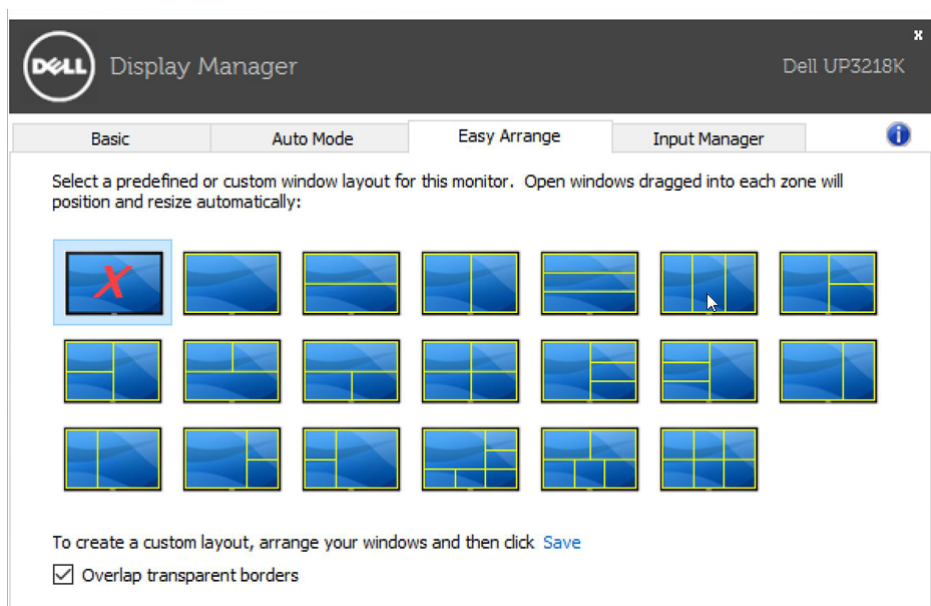 DELL Display Manager Dell UP3218K x
Basic Auto Mode Easy Arrange Input Manager i
Select a predefined or custom window layout for this monitor. Open windows dragged into each zone will
position and resize automatically:
X
To create a custom layout, arrange your windows and then click Save
Overlap transparent borders